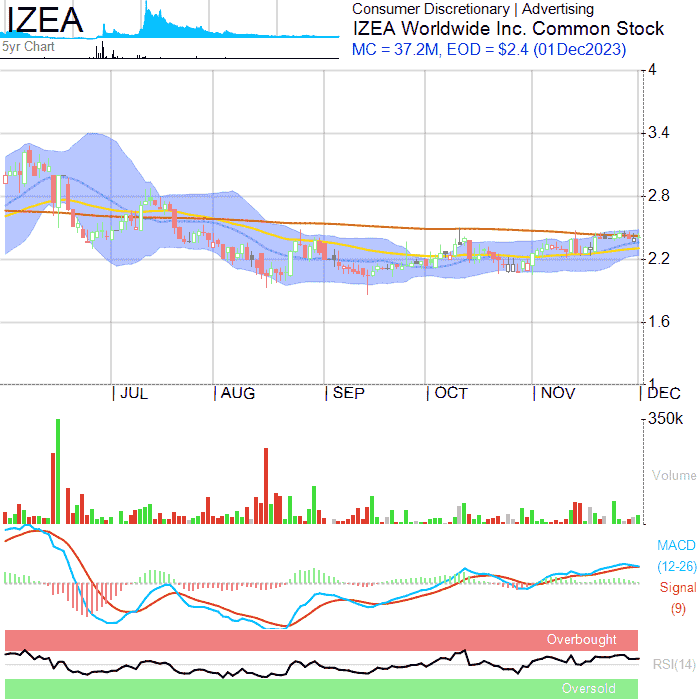 IZEA
5yr Chart
Consumer Discretionary | Advertising
IZEA Worldwide Inc. Common Stock
MC = 37.2M, EOD = $2.4 (01Dec2023)
4
3.4
2.8
2.2
1.6
1
| JUL | AUG | SEP | OCT | NOV | DEC
350k
Volume
MACD
(12-26)
Signal
(9)
Overbought
RSI(14)
Oversold